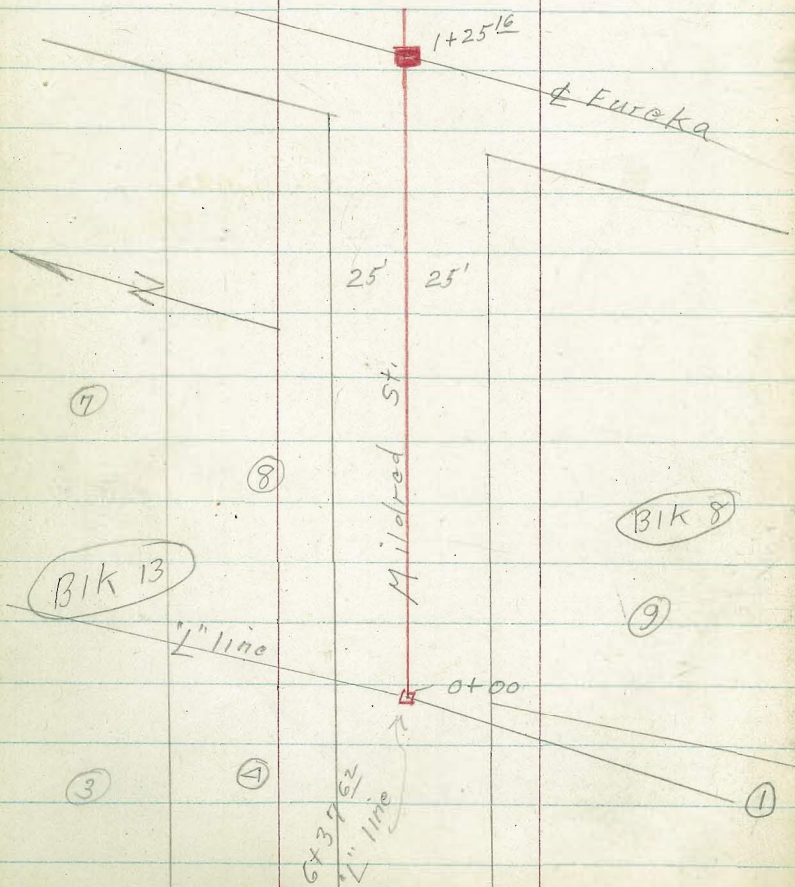 1+25 16
℄ Eureka
25' 25'
N
Mildred St.
7
8
Blk 8
Blk 13
9
"L" line
0+00
3
4
1
6+37 62
"L" line